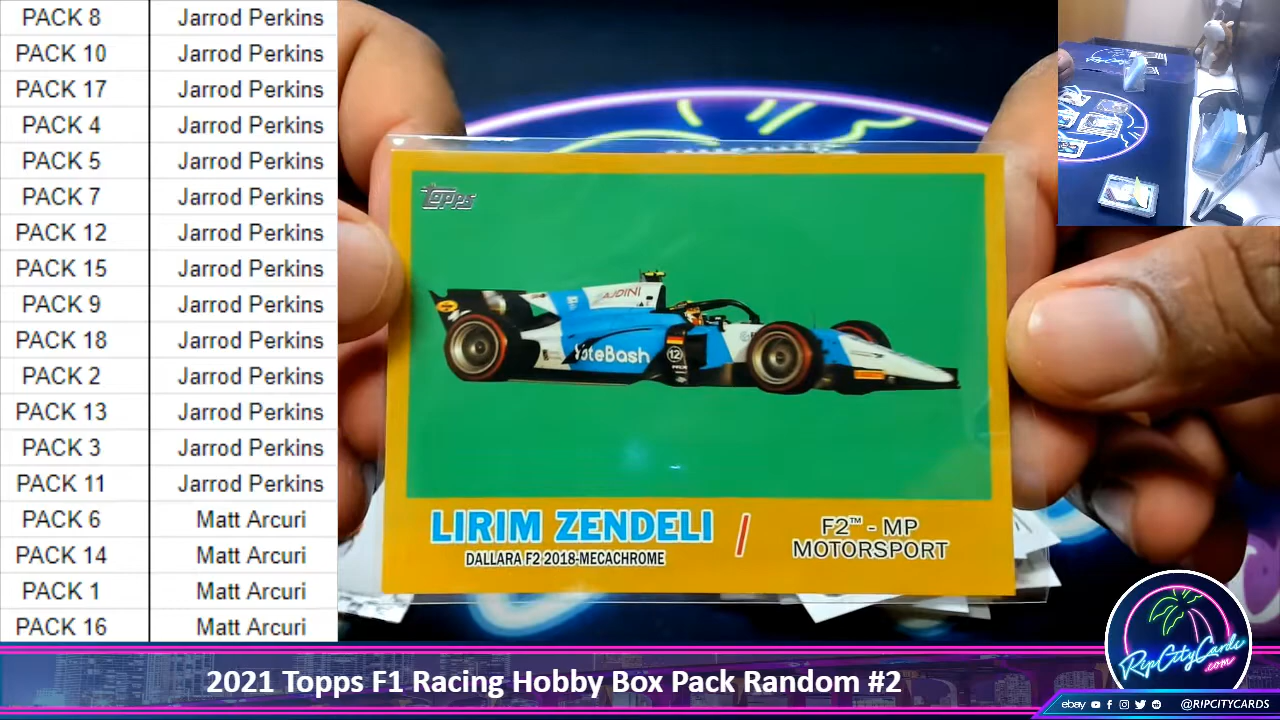 PACK 8 Jarrod Perkins
PACK 10 Jarrod Perkins
PACK 17 Jarrod Perkins
PACK 4 Jarrod Perkins
PACK 5 Jarrod Perkins
PACK 7 Jarrod Perkins
PACK 12 Jarrod Perkins
PACK 15 Jarrod Perkins
PACK 9 Jarrod Perkins
PACK 18 Jarrod Perkins
PACK 2 Jarrod Perkins
PACK 13 Jarrod Perkins
PACK 3 Jarrod Perkins
PACK 11 Jarrod Perkins
PACK 6 Matt Arcuri
PACK 14 Matt Arcuri
PACK 1 Matt Arcuri
PACK 16 Matt Arcuri
Topps
12
LIRIM ZENDELI / F2™ - MP MOTORSPORT
DALLARA F2 2018-MECACHROME
RipCityCards
.com
2021 Topps F1 Racing Hobby Box Pack Random #2
ebay @RIPCITYCARDS